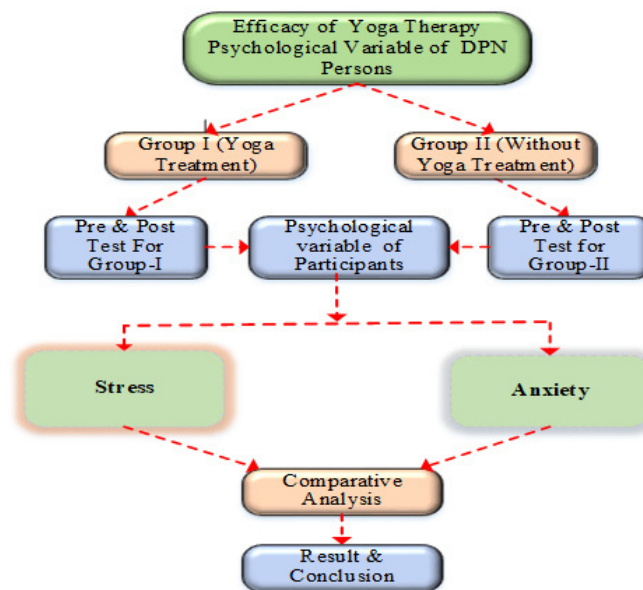 Efficacy of Yoga Therapy
Psychological Variable of DPN
Persons
Group I (Yoga
Treatment)
Group II (Without
Yoga Treatment)
Pre & Post
Test For
Group-I
Psychological
variable of
Participants
Pre & Post
Test for
Group-II
Stress
Anxiety
Comparative
Analysis
Result &
Conclusion